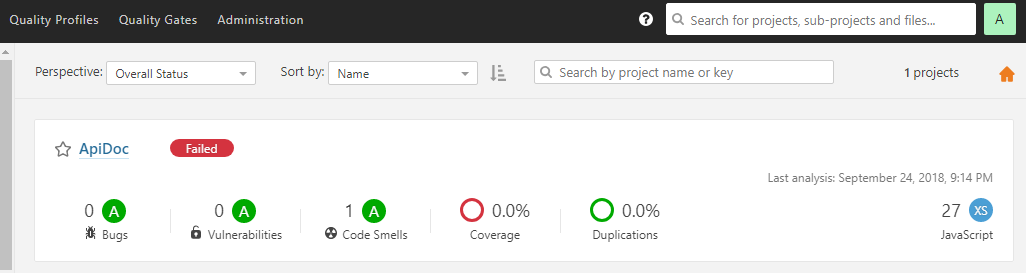 Quality Profiles Quality Gates Administration ? Search for projects, sub-projects and files... A
Perspective: Overall Status Sort by: Name Search by project name or key 1 projects
ApiDoc Failed
Last analysis: September 24, 2018, 9:14 PM
0 A 0 A 1 A 0.0% 0.0% 27 XS
Bugs Vulnerabilities Code Smells Coverage Duplications JavaScript